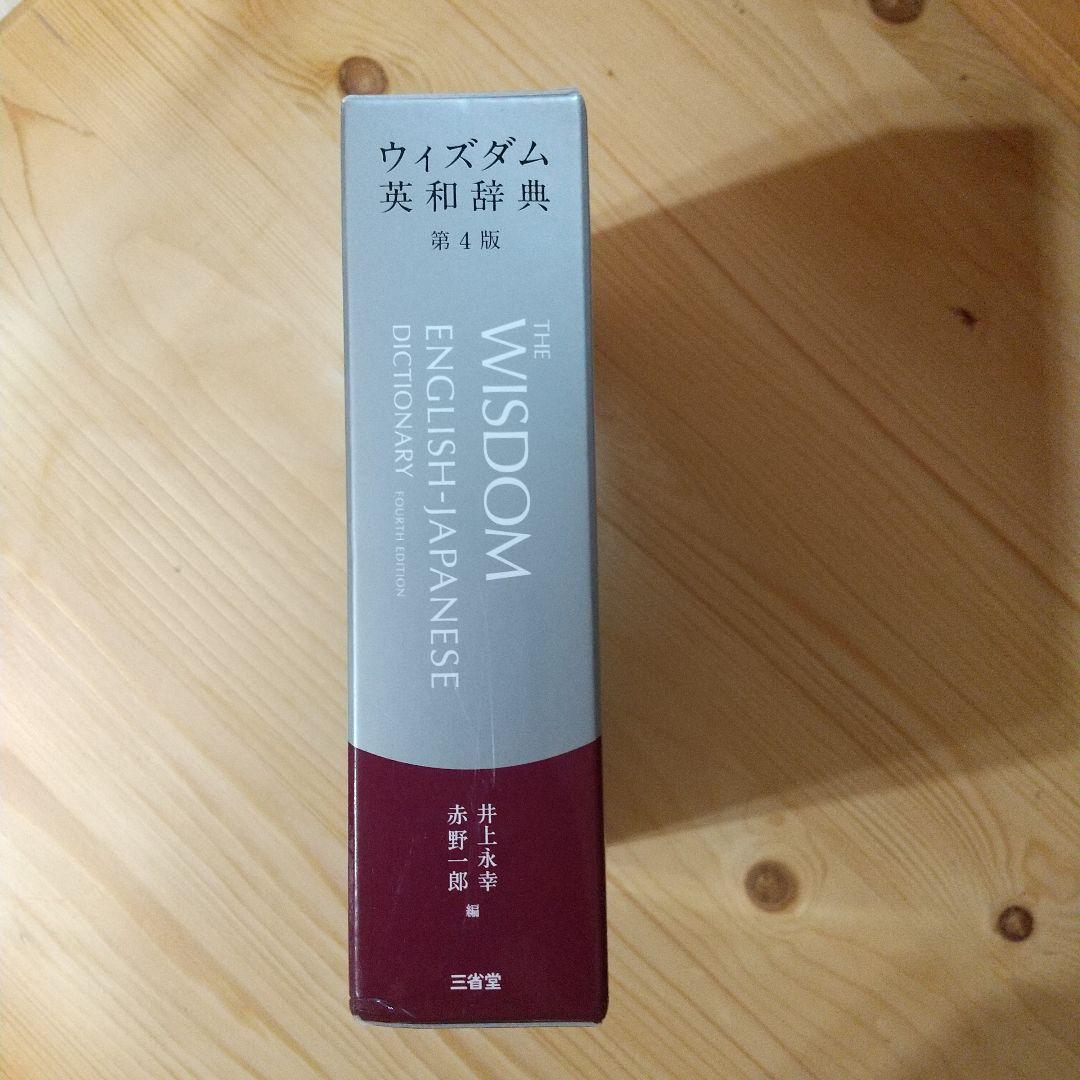 ウィズダム
英和辞典
第4版
THE
WISDOM
ENGLISH-JAPANESE
DICTIONARY FOURTH EDITION
井上永幸
赤野一郎
編
三省堂